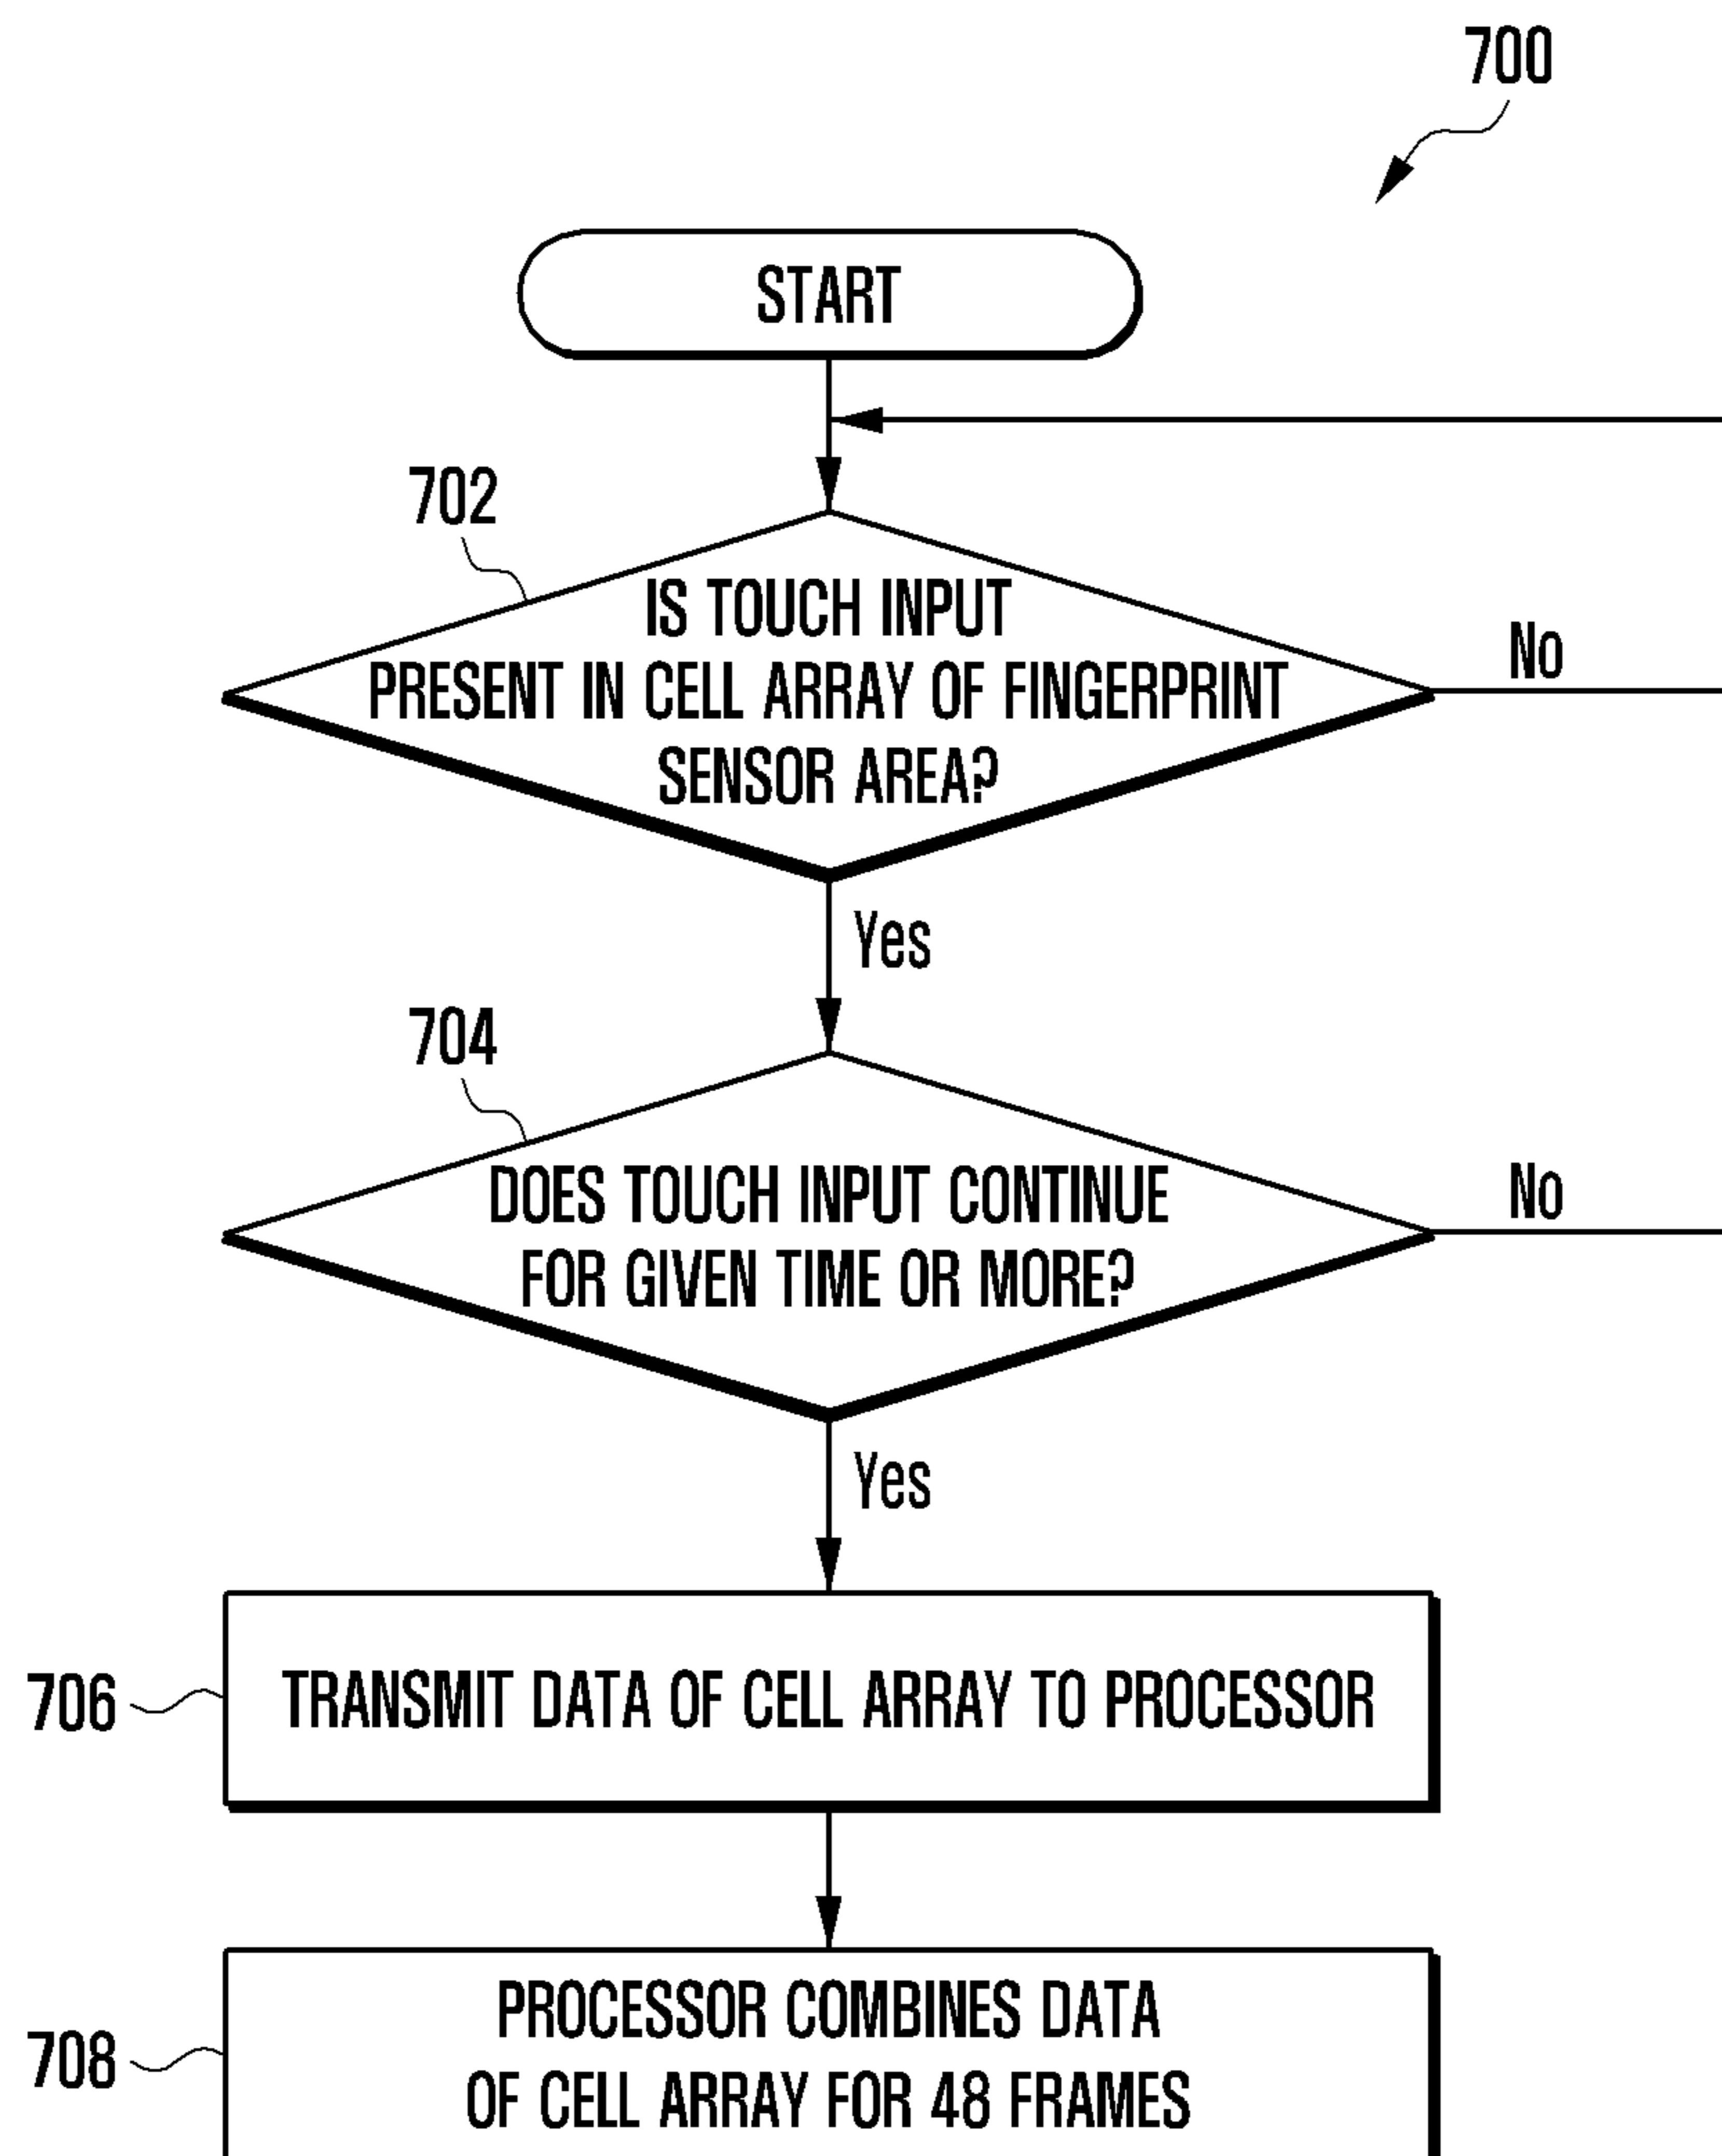 700
START
702
IS TOUCH INPUT
PRESENT IN CELL ARRAY OF FINGERPRINT
SENSOR AREA?
No
Yes
704
DOES TOUCH INPUT CONTINUE
FOR GIVEN TIME OR MORE?
No
Yes
706
TRANSMIT DATA OF CELL ARRAY TO PROCESSOR
708
PROCESSOR COMBINES DATA
OF CELL ARRAY FOR 48 FRAMES